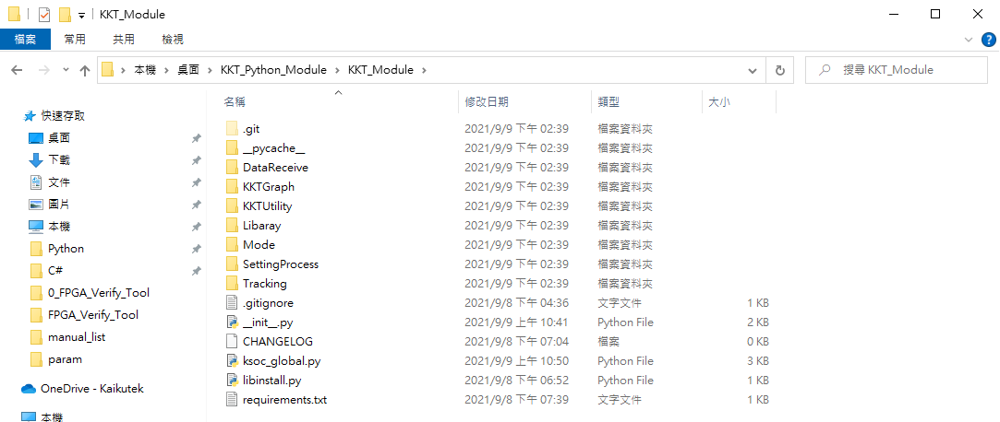 KKT_Module
檔案 常用 共用 檢視
本機 桌面 KKT_Python_Module KKT_Module 搜尋 KKT_Module
快速存取
桌面
下載
文件
圖片
本機
Python
C#
0_FPGA_Verify_Tool
FPGA_Verify_Tool
manual_list
param
OneDrive - Kaikutek
本機
名稱 修改日期 類型 大小
.git 2021/9/9 下午 02:39 檔案資料夾
__pycache__ 2021/9/9 下午 02:39 檔案資料夾
DataReceive 2021/9/9 下午 02:39 檔案資料夾
KKTGraph 2021/9/9 下午 02:39 檔案資料夾
KKTUtility 2021/9/9 下午 02:39 檔案資料夾
Libaray 2021/9/9 下午 02:39 檔案資料夾
Mode 2021/9/9 下午 02:39 檔案資料夾
SettingProcess 2021/9/9 下午 02:39 檔案資料夾
Tracking 2021/9/9 下午 02:39 檔案資料夾
.gitignore 2021/9/8 下午 04:36 文字文件 1 KB
__init__.py 2021/9/9 上午 10:41 Python File 2 KB
CHANGELOG 2021/9/8 下午 07:04 檔案 0 KB
ksoc_global.py 2021/9/9 上午 10:50 Python File 3 KB
libinstall.py 2021/9/8 下午 06:52 Python File 1 KB
requirements.txt 2021/9/8 下午 07:39 文字文件 1 KB